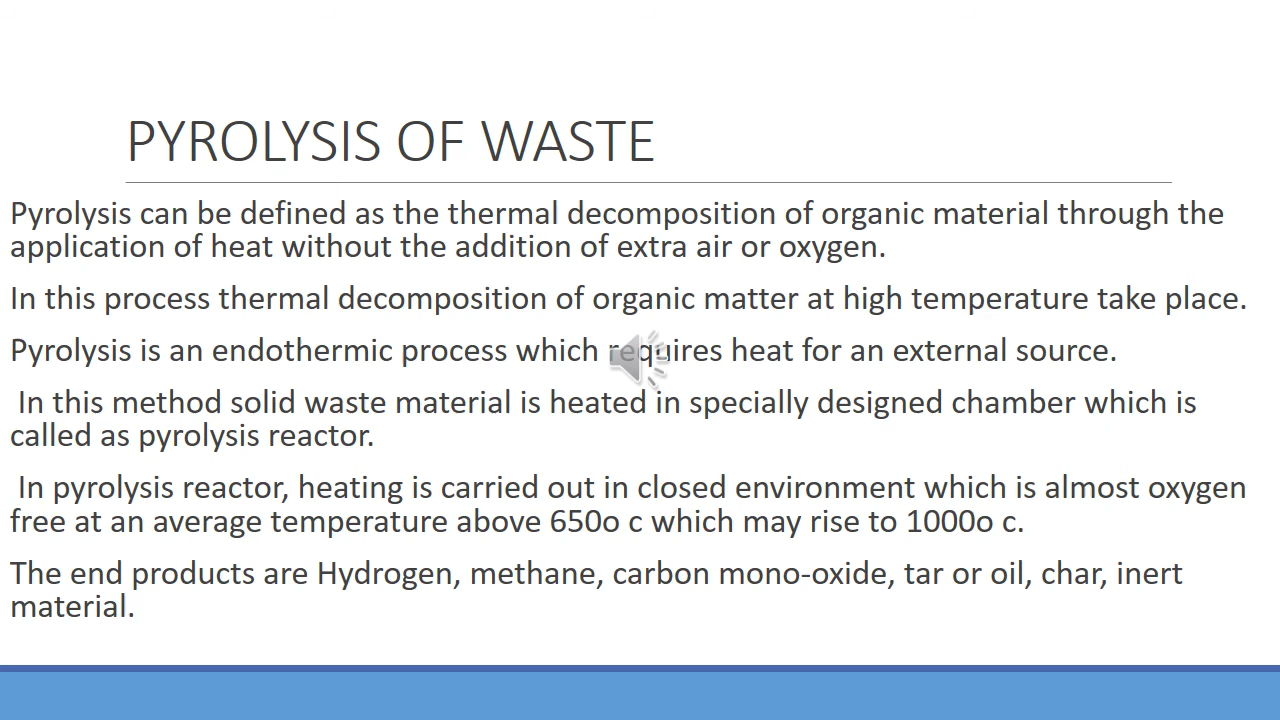 PYROLYSIS OF WASTE
Pyrolysis can be defined as the thermal decomposition of organic material through the
application of heat without the addition of extra air or oxygen.
In this process thermal decomposition of organic matter at high temperature take place.
Pyrolysis is an endothermic process which requires heat for an external source.
In this method solid waste material is heated in specially designed chamber which is
called as pyrolysis reactor.
In pyrolysis reactor, heating is carried out in closed environment which is almost oxygen
free at an average temperature above 650o c which may rise to 1000o c.
The end products are Hydrogen, methane, carbon mono-oxide, tar or oil, char, inert
material.